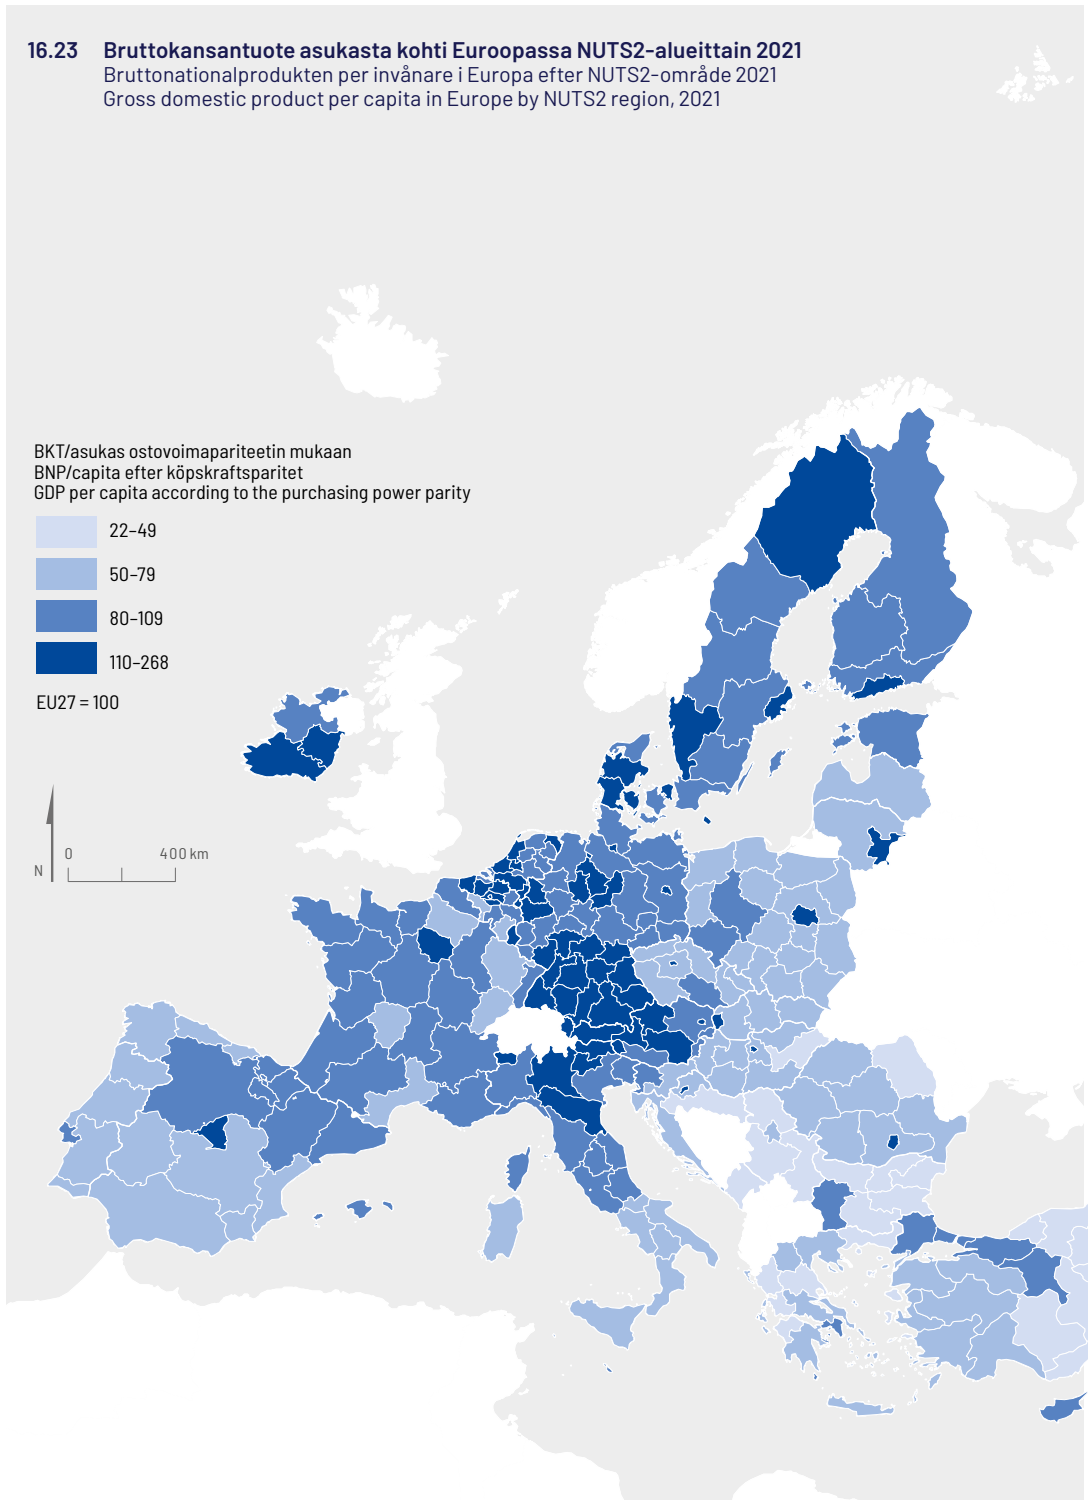 16.23 Bruttokansantuote asukasta kohti Euroopassa NUTS2-alueittain 2021
Bruttonationalprodukten per invånare i Europa efter NUTS2-område 2021
Gross domestic product per capita in Europe by NUTS2 region, 2021
BKT/asukas ostovoimapariteetin mukaan
BNP/capita efter köpskraftsparitet
GDP per capita according to the purchasing power parity
22–49
50–79
80–109
110–268
EU27 = 100
0 400 km
N